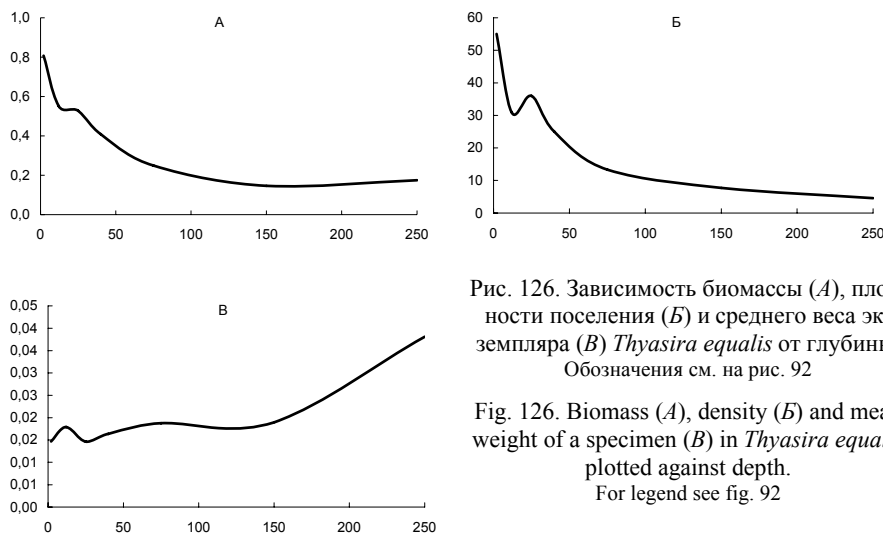 А
1,0
0,8
0,6
0,4
0,2
0,0
0 50 100 150 200 250
Б
60
50
40
30
20
10
0
0 50 100 150 200 250
В
0,05
0,04
0,04
0,03
0,03
0,02
0,02
0,01
0,01
0,00
0 50 100 150 200 250
Рис. 126. Зависимость биомассы (А), пло
ности поселения (Б) и среднего веса эк
земпляра (В) Thyasira equalis от глубин
Обозначения см. на рис. 92
Fig. 126. Biomass (A), density (Б) and mea
weight of a specimen (B) in Thyasira equa
plotted against depth.
For legend see fig. 92